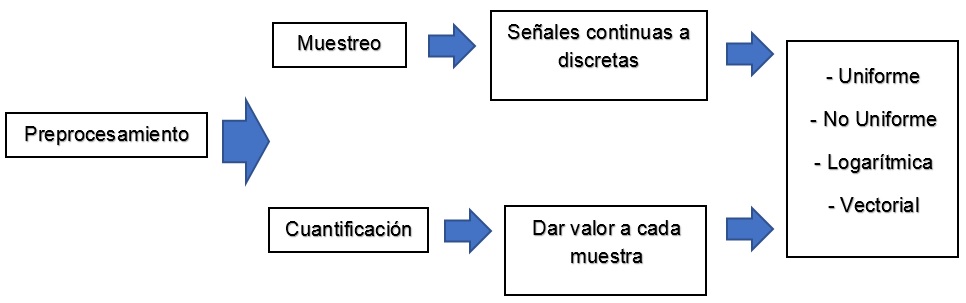 Preprocesamiento
Muestreo
Señales continuas a
discretas
Cuantificación
Dar valor a cada
muestra
- Uniforme
- No Uniforme
- Logarítmica
- Vectorial